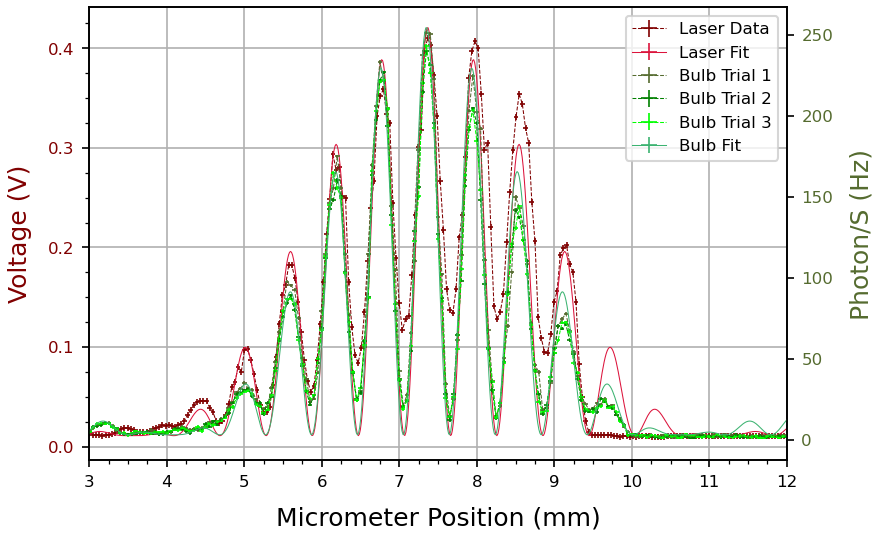 Laser Data
Laser Fit
Bulb Trial 1
Bulb Trial 2
Bulb Trial 3
Bulb Fit
Voltage (V)
0.4
0.3
0.2
0.1
0.0
Photon/S (Hz)
250
200
150
100
50
0
3 4 5 6 7 8 9 10 11 12
Micrometer Position (mm)